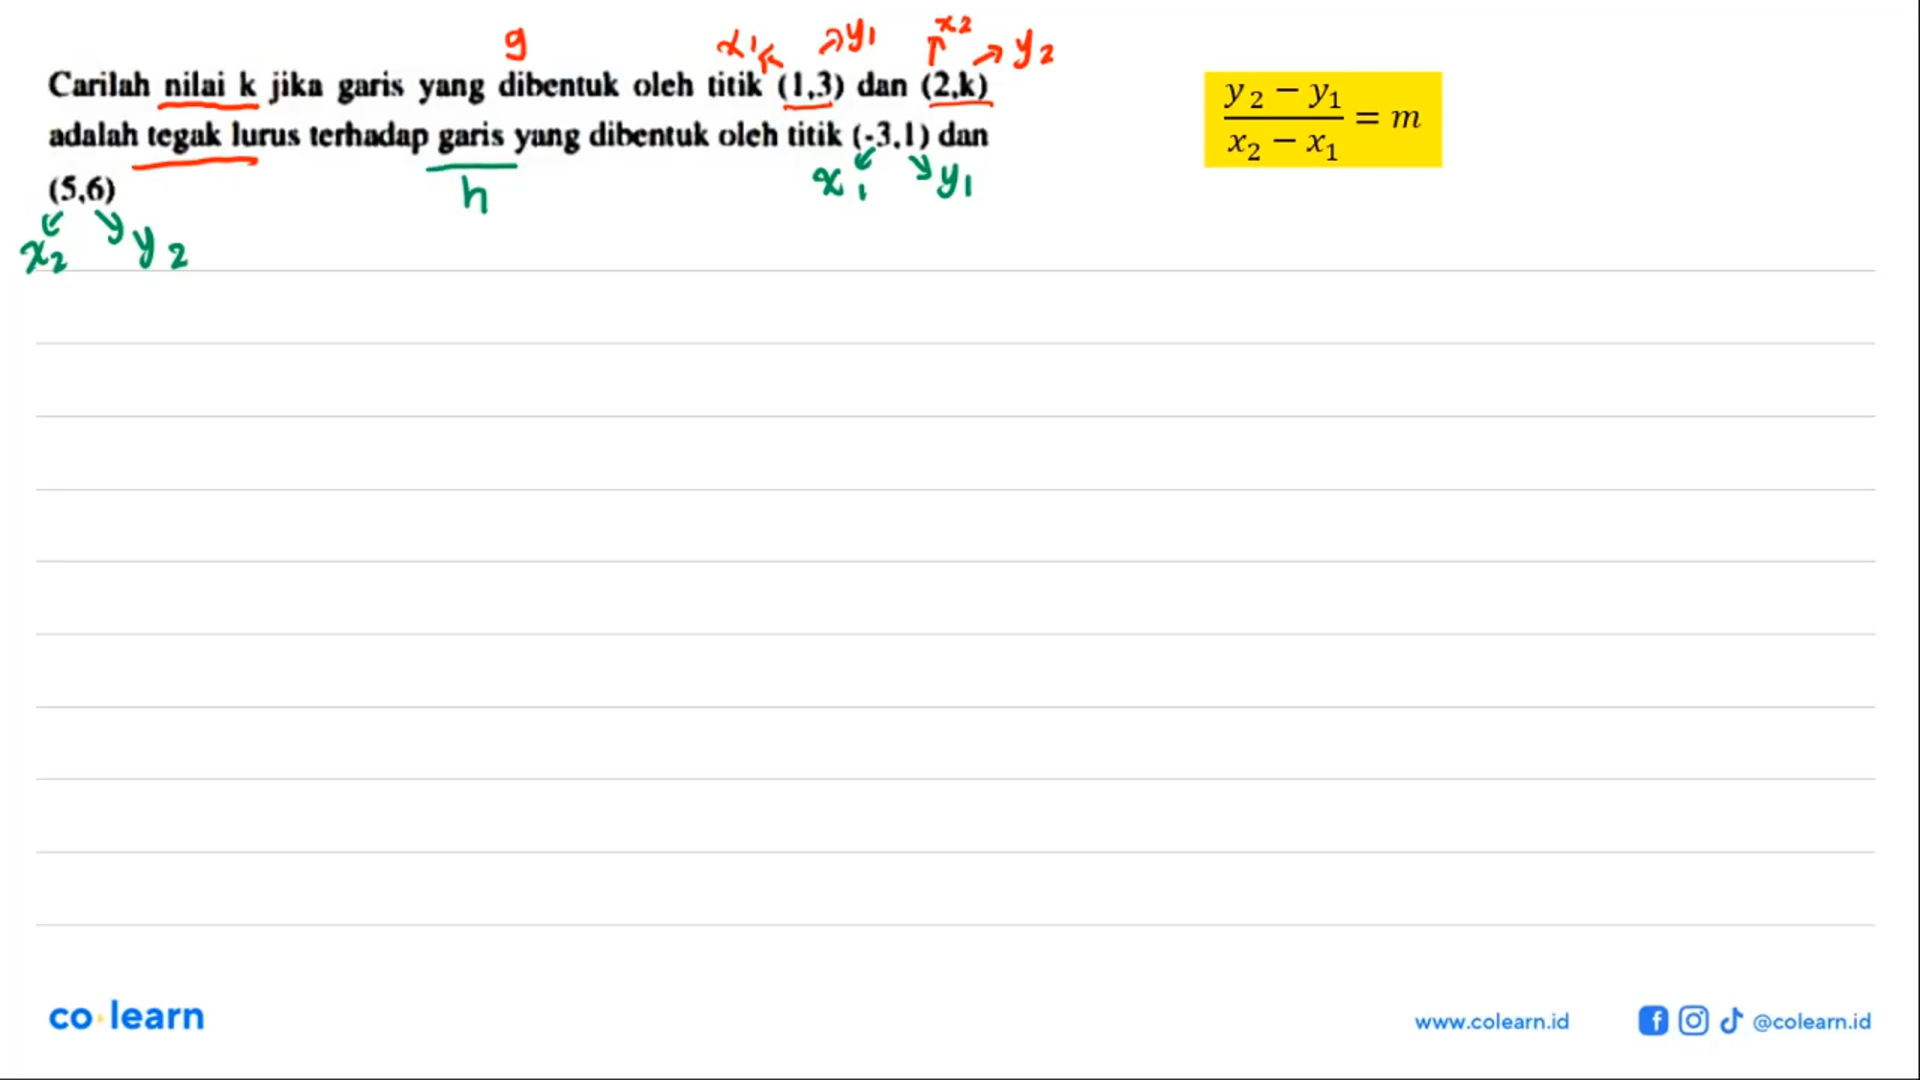 g x1 y1 x2 y2
Carilah nilai k jika garis yang dibentuk oleh titik (1,3) dan (2,k)
adalah tegak lurus terhadap garis yang dibentuk oleh titik (-3,1) dan
(5,6)
h x1 y1
x2 y2
y2 − y1
x2 − x1
= m
co learn
www.colearn.id
@colearn.id